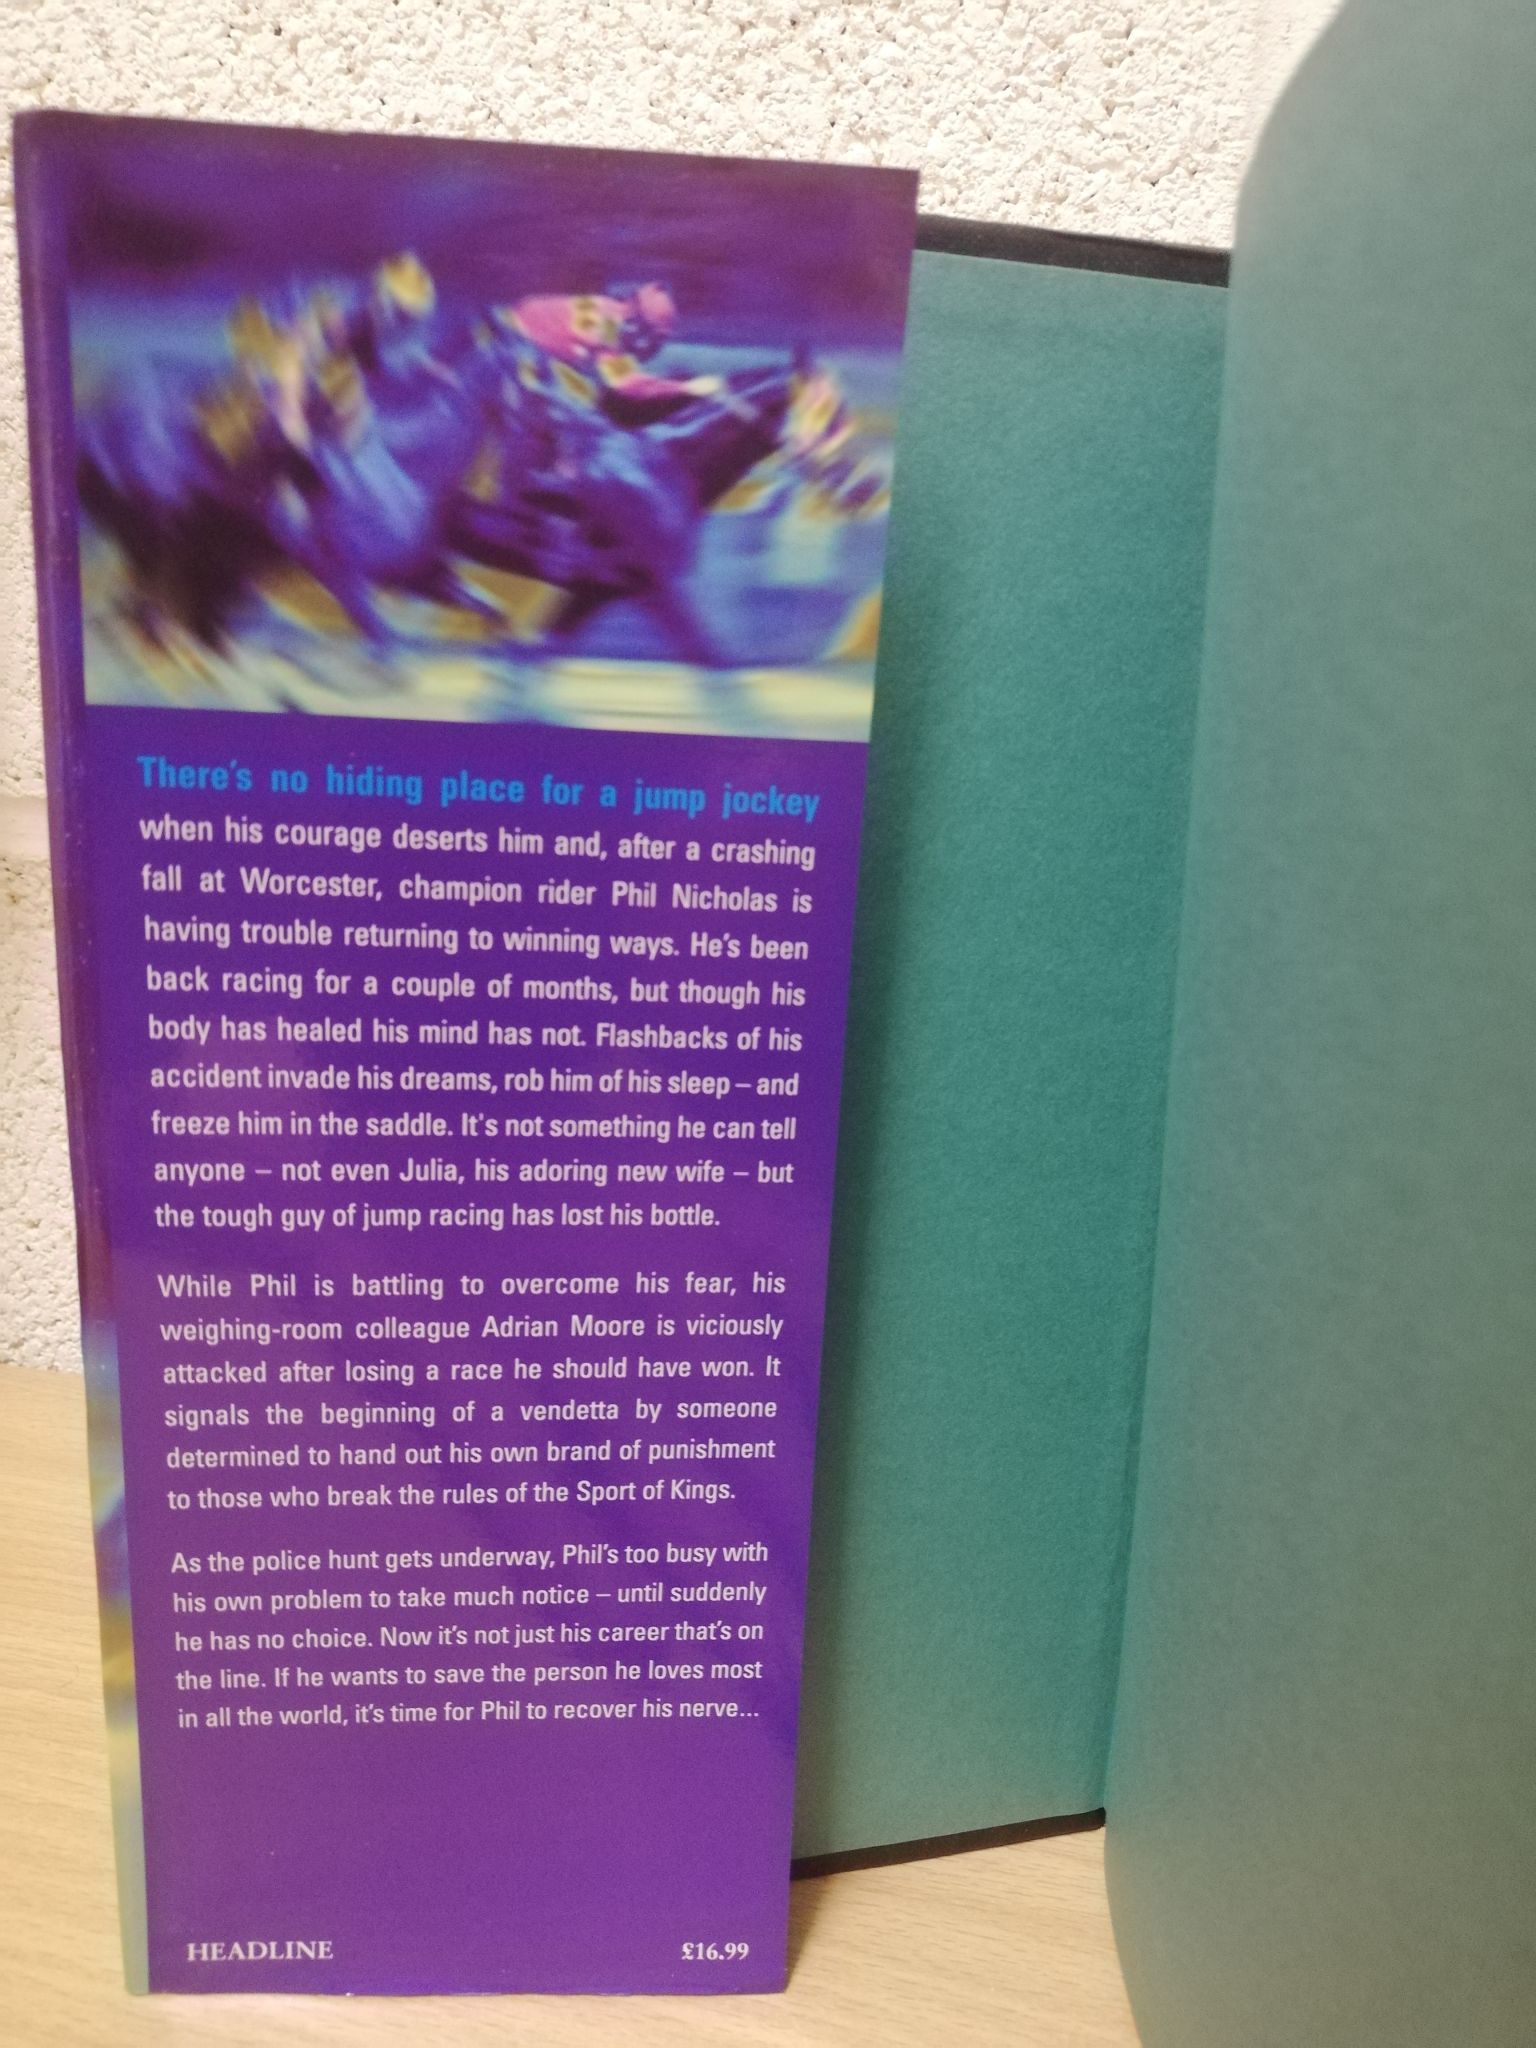 There's no hiding place for a jump jockey
when his courage deserts him and, after a crashing
fall at Worcester, champion rider Phil Nicholas is
having trouble returning to winning ways. He's been
back racing for a couple of months, but though his
body has healed his mind has not. Flashbacks of his
accident invade his dreams, rob him of his sleep – and
freeze him in the saddle. It's not something he can tell
anyone – not even Julia, his adoring new wife – but
the tough guy of jump racing has lost his bottle.
While Phil is battling to overcome his fear, his
weighing-room colleague Adrian Moore is viciously
attacked after losing a race he should have won. It
signals the beginning of a vendetta by someone
determined to hand out his own brand of punishment
to those who break the rules of the Sport of Kings.
As the police hunt gets underway, Phil's too busy with
his own problem to take much notice – until suddenly
he has no choice. Now it's not just his career that's on
the line. If he wants to save the person he loves most
in all the world, it's time for Phil to recover his nerve...
HEADLINE £16.99